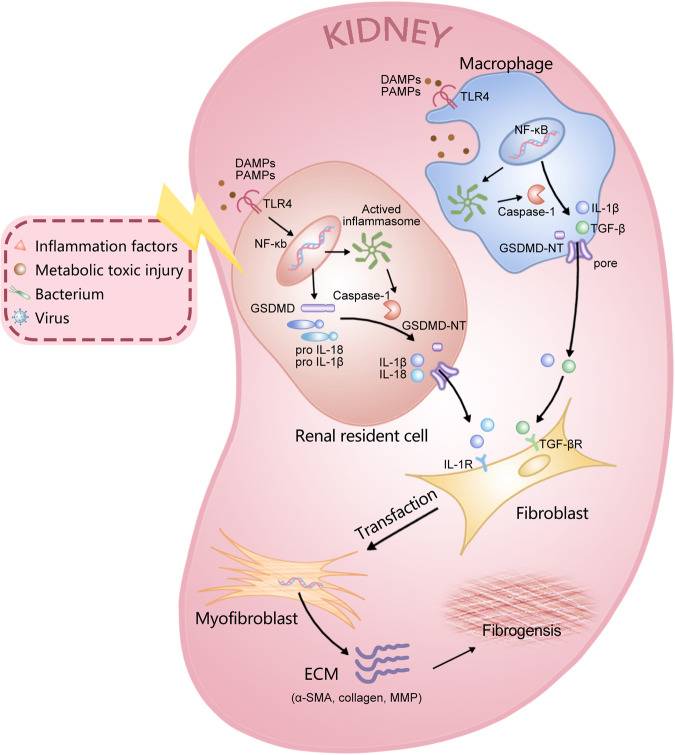 KIDNEY
Macrophage
DAMPs
PAMPs
TLR4
NF-κB
Caspase-1
IL-1β
TGF-β
GSDMD-NT
pore
DAMPs
PAMPs
TLR4
NF-κb
Actived
inflammasome
GSDMD
Caspase-1
GSDMD-NT
pro IL-18
pro IL-1β
IL-1β
IL-18
Renal resident cell
Inflammation factors
Metabolic toxic injury
Bacterium
Virus
IL-1R
TGF-βR
Fibroblast
Transfaction
Myofibroblast
ECM
(α-SMA, collagen, MMP)
Fibrogensis